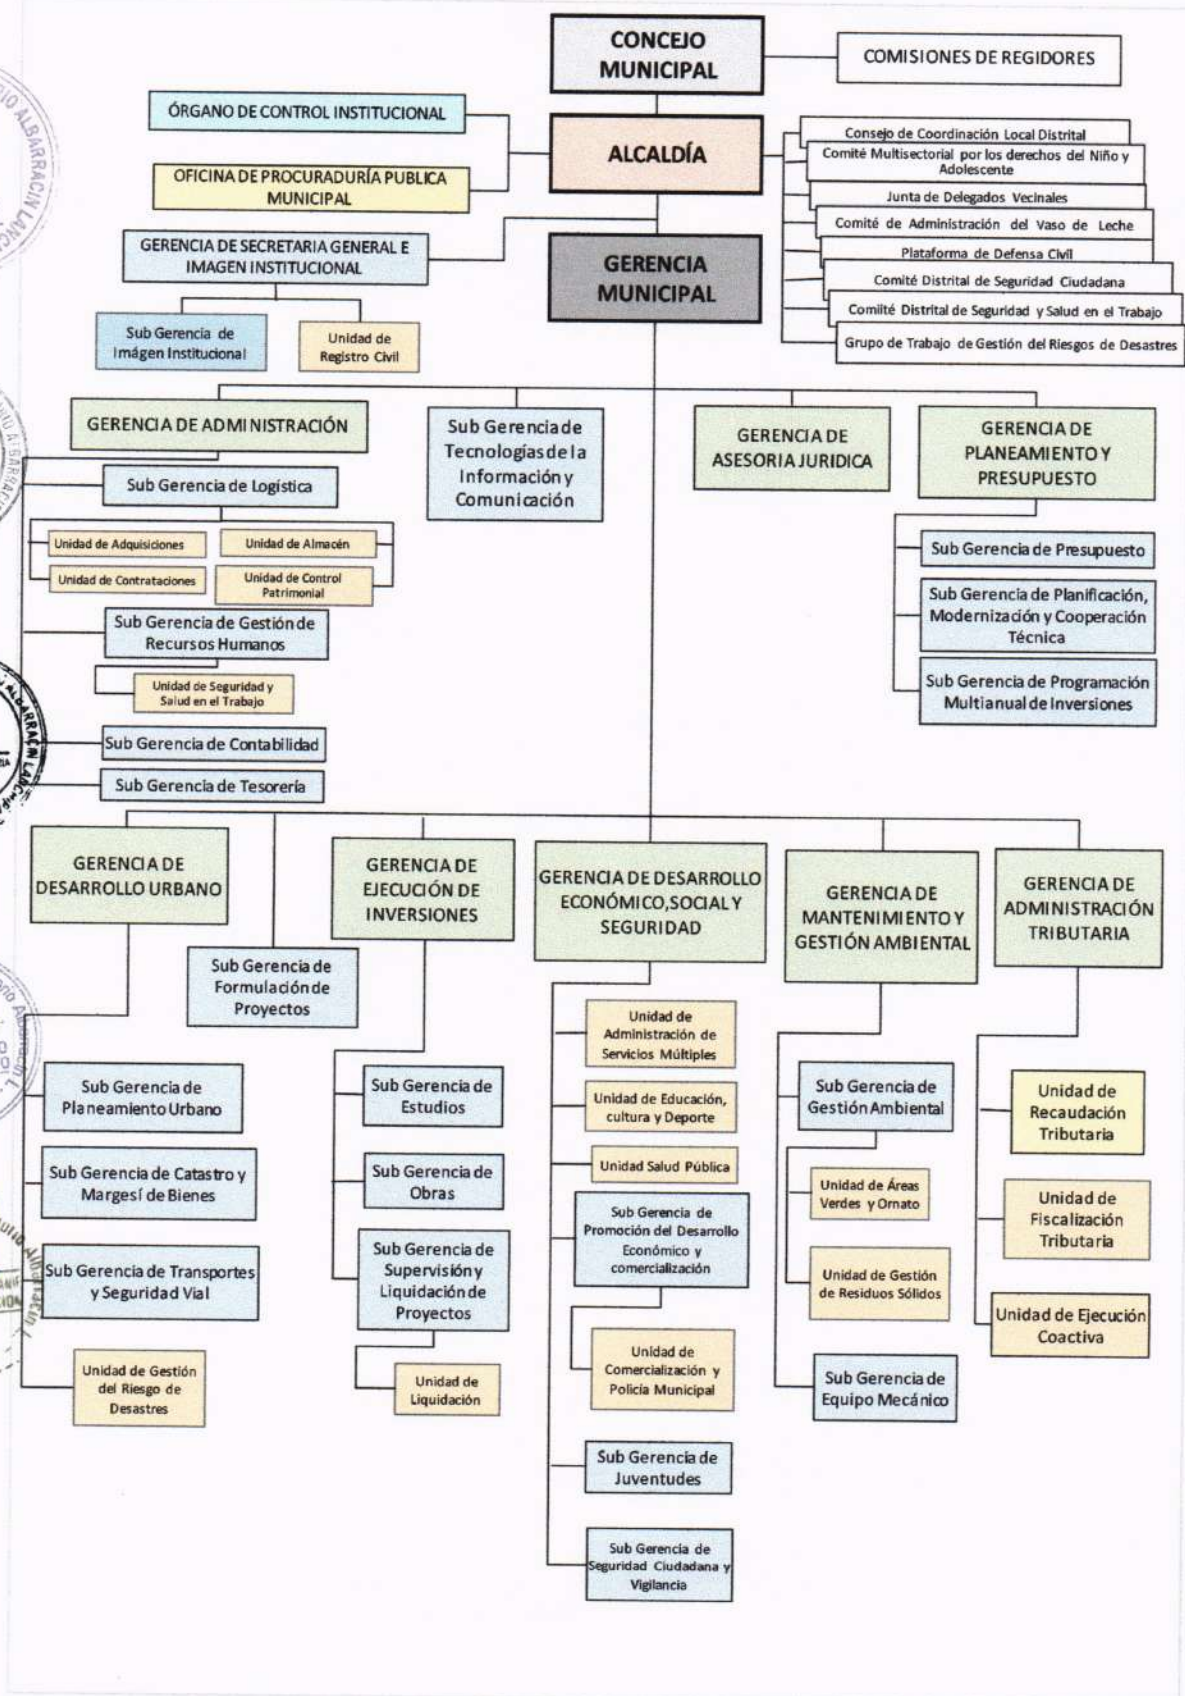 CONCEJO
MUNICIPAL
COMISIONES DE REGIDORES
ÓRGANO DE CONTROL INSTITUCIONAL
ALCALDÍA
OFICINA DE PROCURADURÍA PUBLICA
MUNICIPAL
Consejo de Coordinación Local Distrital
Comité Multisectorial por los derechos del Niño y
Adolescente
Junta de Delegados Vecinales
Comité de Administración del Vaso de Leche
Plataforma de Defensa Civil
Comité Distrital de Seguridad Ciudadana
Comiité Distrital de Seguridad y Salud en el Trabajo
Grupo de Trabajo de Gestión del Riesgos de Desastres
GERENCIA DE SECRETARIA GENERAL E
IMAGEN INSTITUCIONAL
GERENCIA
MUNICIPAL
Sub Gerencia de
Imágen Institucional
Unidad de
Registro Civil
GERENCIA DE ADMINISTRACIÓN
Sub Gerencia de Logística
Unidad de Adquisiciones
Unidad de Almacén
Unidad de Contrataciones
Unidad de Control
Patrimonial
Sub Gerencia de Gestión de
Recursos Humanos
Unidad de Seguridad y
Salud en el Trabajo
Sub Gerencia de Contabilidad
Sub Gerencia de Tesorería
Sub Gerencia de
Tecnologías de la
Información y
Comunicación
GERENCIA DE
ASESORIA JURIDICA
GERENCIA DE
PLANEAMIENTO Y
PRESUPUESTO
Sub Gerencia de Presupuesto
Sub Gerencia de Planificación,
Modernización y Cooperación
Técnica
Sub Gerencia de Programación
Multianual de Inversiones
GERENCIA DE
DESARROLLO URBANO
Sub Gerencia de
Planeamiento Urbano
Sub Gerencia de Catastro y
Margesí de Bienes
Sub Gerencia de Transportes
y Seguridad Vial
Unidad de Gestión
del Riesgo de
Desastres
Sub Gerencia de
Formulación de
Proyectos
GERENCIA DE
EJECUCIÓN DE
INVERSIONES
Sub Gerencia de
Estudios
Sub Gerencia de
Obras
Sub Gerencia de
Supervisión y
Liquidación de
Proyectos
Unidad de
Liquidación
GERENCIA DE DESARROLLO
ECONÓMICO,SOCIAL Y
SEGURIDAD
Unidad de
Administración de
Servicios Múltiples
Unidad de Educación,
cultura y Deporte
Unidad Salud Pública
Sub Gerencia de
Promoción del Desarrollo
Económico y
comercialización
Unidad de
Comercialización y
Policía Municipal
Sub Gerencia de
Juventudes
Sub Gerencia de
Seguridad Ciudadana y
Vigilancia
GERENCIA DE
MANTENIMIENTO Y
GESTIÓN AMBIENTAL
Sub Gerencia de
Gestión Ambiental
Unidad de Áreas
Verdes y Ornato
Unidad de Gestión
de Residuos Sólidos
Sub Gerencia de
Equipo Mecánico
GERENCIA DE
ADMINISTRACIÓN
TRIBUTARIA
Unidad de
Recaudación
Tributaria
Unidad de
Fiscalización
Tributaria
Unidad de Ejecución
Coactiva